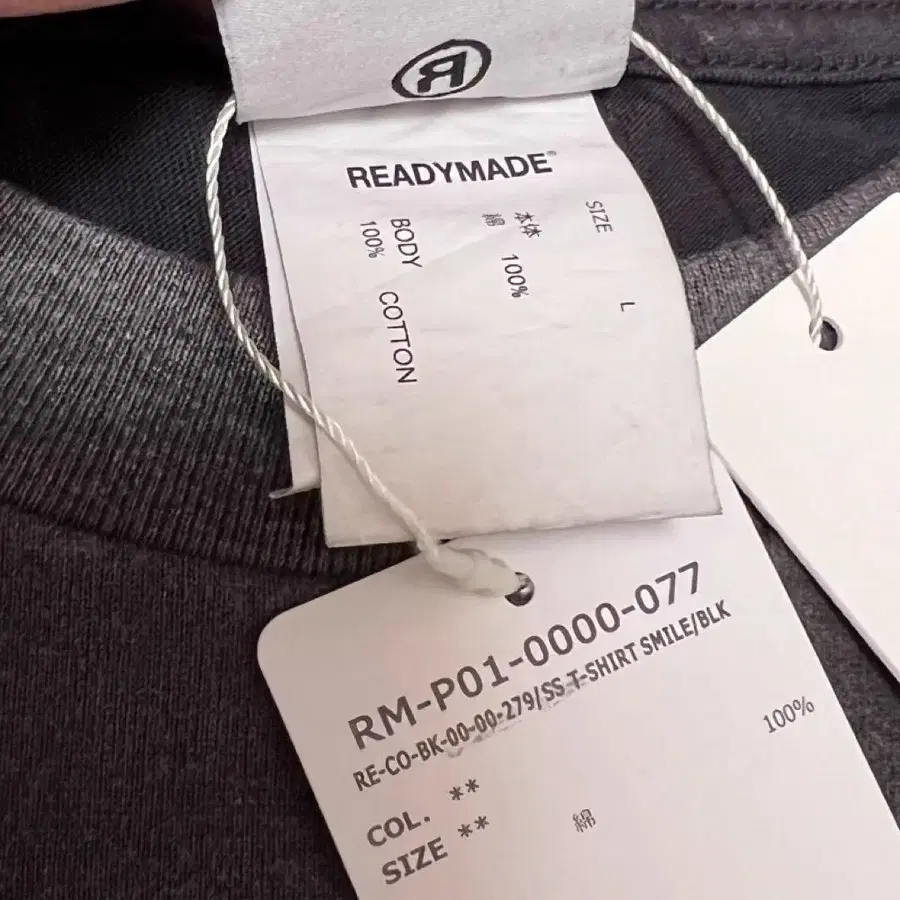 R
READYMADE®
SIZE L
本体
綿 100%
BODY COTTON
100%
RM-P01-0000-077
RE-CO-BK-00-00-279/SS T-SHIRT SMILE/BLK
100%
COL. **
SIZE **
綿